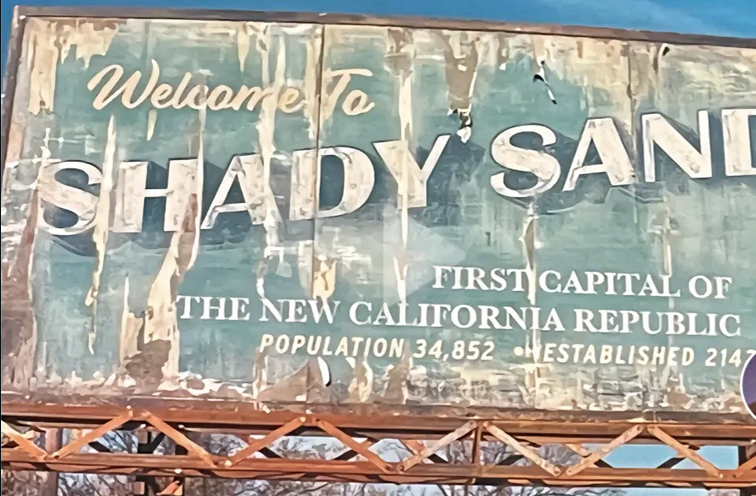 Welcome To
SHADY SAND
FIRST CAPITAL OF
THE NEW CALIFORNIA REPUBLIC
POPULATION 34,852 • ESTABLISHED 2147